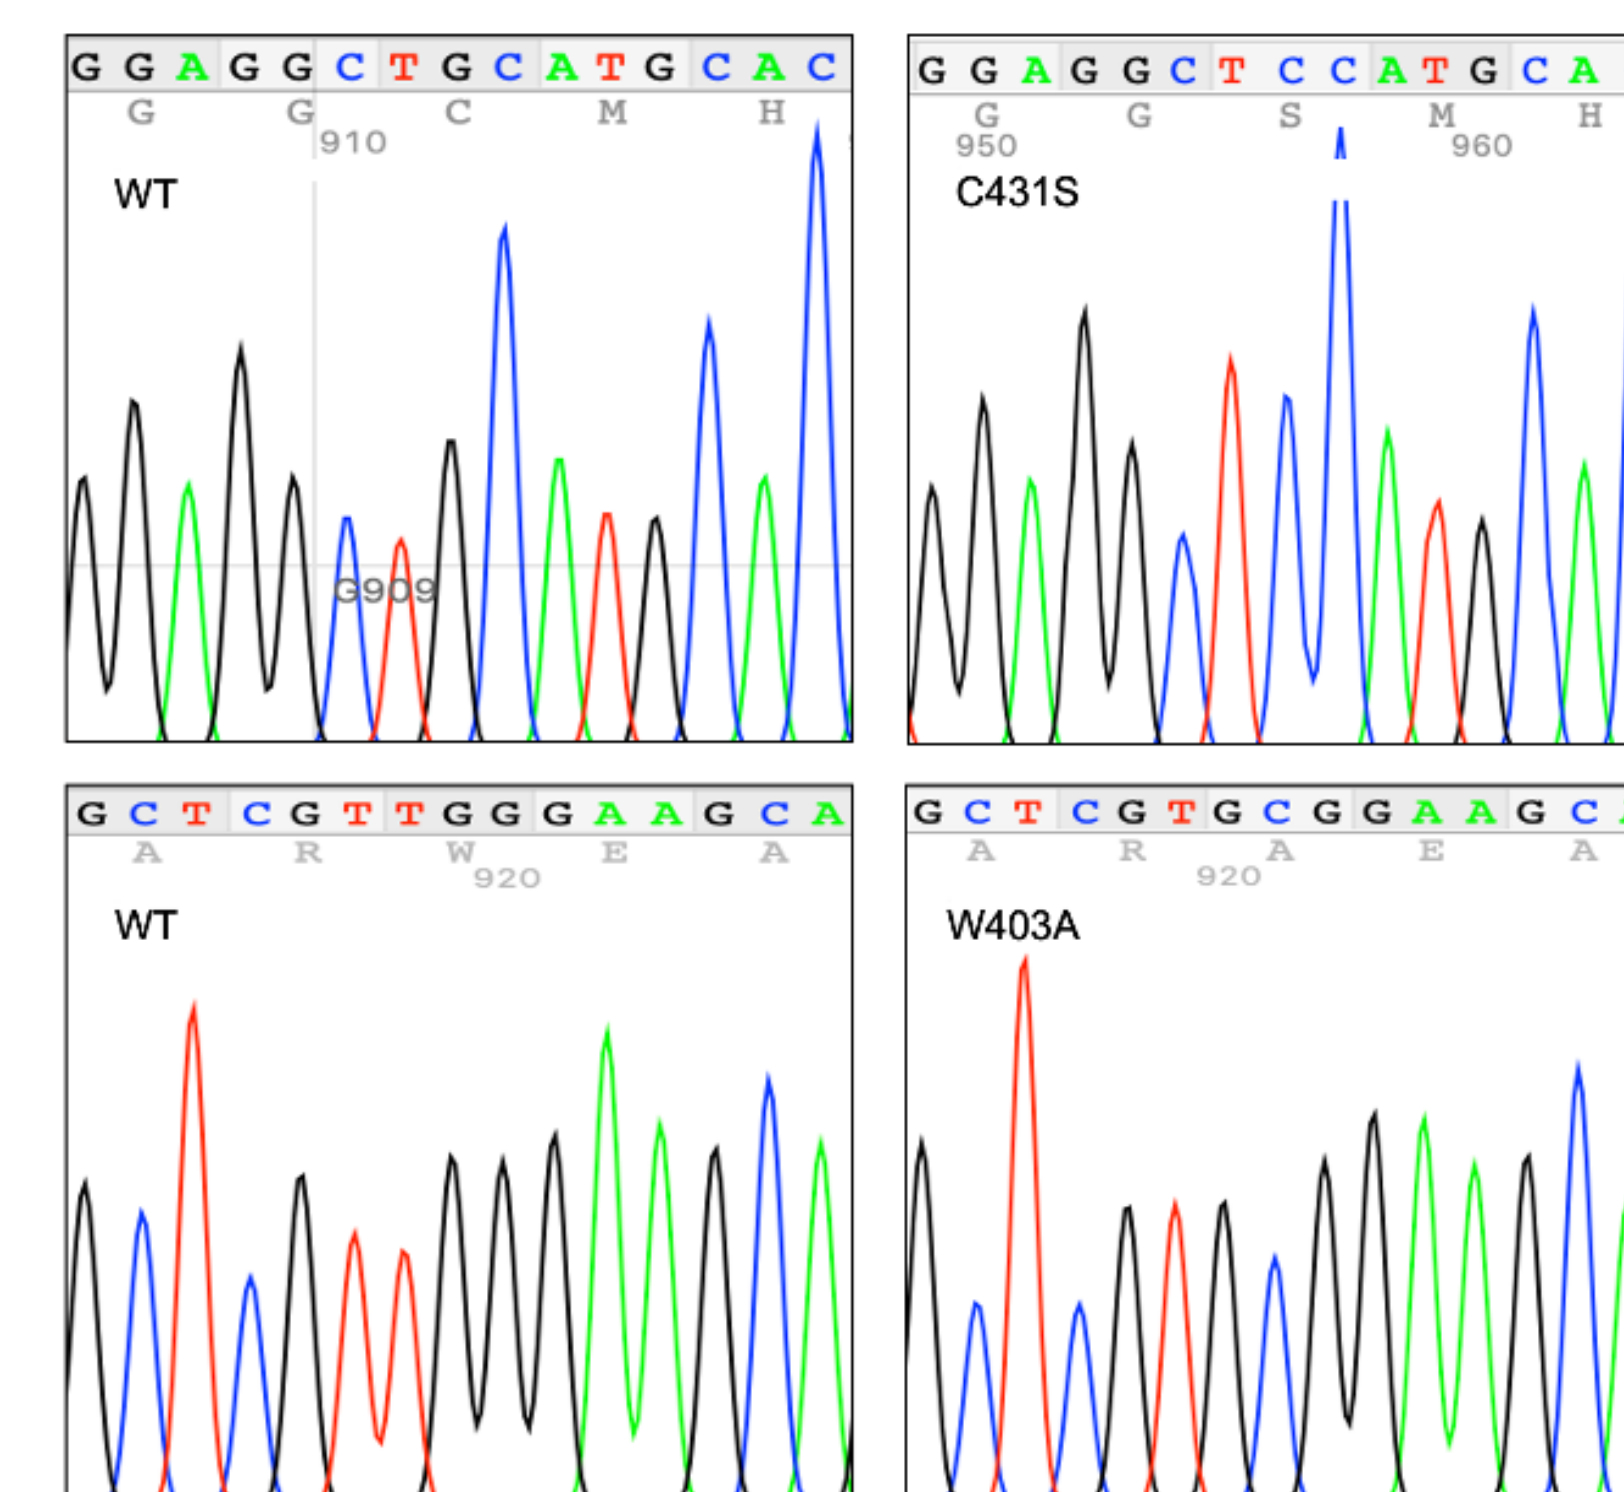 G G A G G C T G C A T G C A C
G G C M H
910
WT
G909
G G A G G C T C C A T G C A
G G S M H
950 960
C431S
G C T C G T T G G G A A G C A
A R W E A
920
WT
G C T C G T G C G G A A G C
A R A E A
920
W403A